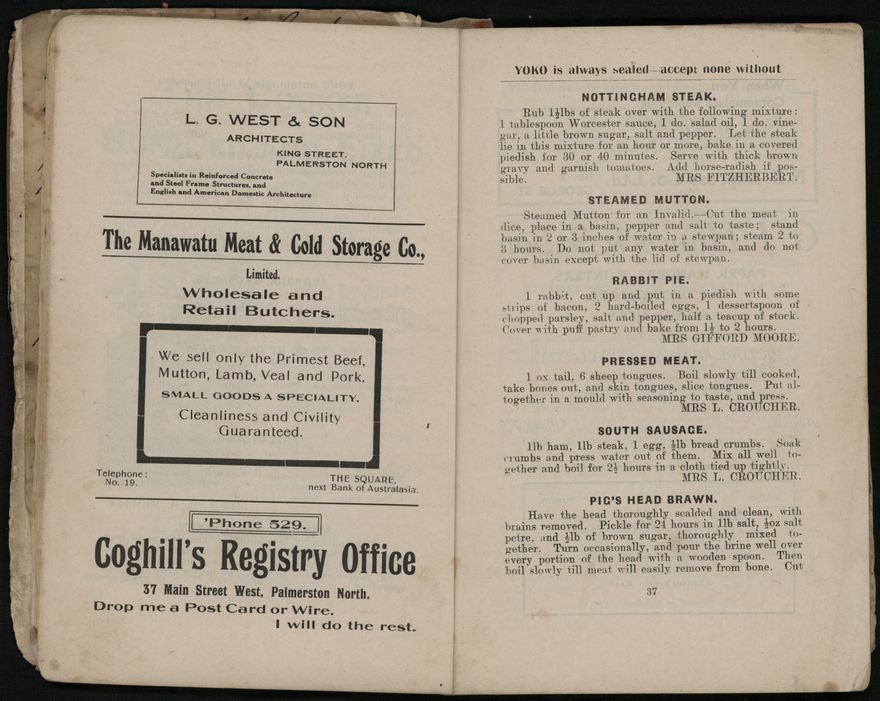 L. G. WEST & SON
ARCHITECTS
KING STREET,
PALMERSTON NORTH
Specialists in Reinforced Concrete
and Steel Frame Structures, and
English and American Domestic Architecture
The Manawatu Meat & Cold Storage Co.,
Limited.
Wholesale and
Retail Butchers.
We sell only the Primest Beef,
Mutton, Lamb, Veal and Pork.
SMALL GOODS A SPECIALITY.
Cleanliness and Civility
Guaranteed.
Telephone:
No. 19.
THE SQUARE,
next Bank of Australasia.
'Phone 529.
Coghill's Registry Office
37 Main Street West, Palmerston North.
Drop me a Post Card or Wire.
I will do the rest.
YOKO is always sealed—accept none without
NOTTINGHAM STEAK.
Rub 1½lbs of steak over with the following mixture:
1 tablespoon Worcester sauce, 1 do. salad oil, 1 do. vine-
gar, a little brown sugar, salt and pepper. Let the steak
lie in this mixture for an hour or more, bake in a covered
piedish for 30 or 40 minutes. Serve with thick brown
gravy and garnish tomatoes. Add horse-radish if pos-
sible. MRS FITZHERBERT.
STEAMED MUTTON.
Steamed Mutton for an Invalid.—Cut the meat in
dice, place in a basin, pepper and salt to taste; stand
basin in 2 or 3 inches of water in a stewpan; steam 2 to
3 hours. Do not put any water in basin, and do not
cover basin except with the lid of stewpan.
RABBIT PIE.
1 rabbit, cut up and put in a piedish with some
strips of bacon, 2 hard-boiled eggs, 1 dessertspoon of
chopped parsley, salt and pepper, half a teacup of stock.
Cover with puff pastry and bake from 1½ to 2 hours.
MRS GIFFORD MOORE.
PRESSED MEAT.
1 ox tail, 6 sheep tongues. Boil slowly till cooked,
take bones out, and skin tongues, slice tongues. Put al-
together in a mould with seasoning to taste, and press.
MRS L. CROUCHER.
SOUTH SAUSAGE.
1lb ham, 1lb steak, 1 egg, ½lb bread crumbs. Soak
crumbs and press water out of them. Mix all well to-
gether and boil for 2½ hours in a cloth tied up tightly.
MRS L. CROUCHER.
PIG'S HEAD BRAWN.
Have the head thoroughly scalded and clean, with
brains removed. Pickle for 24 hours in 1lb salt, ½oz salt
petre, and ½lb of brown sugar, thoroughly mixed to-
gether. Turn occasionally, and pour the brine well over
every portion of the head with a wooden spoon. Then
boil slowly till meat will easily remove from bone. Cut
37